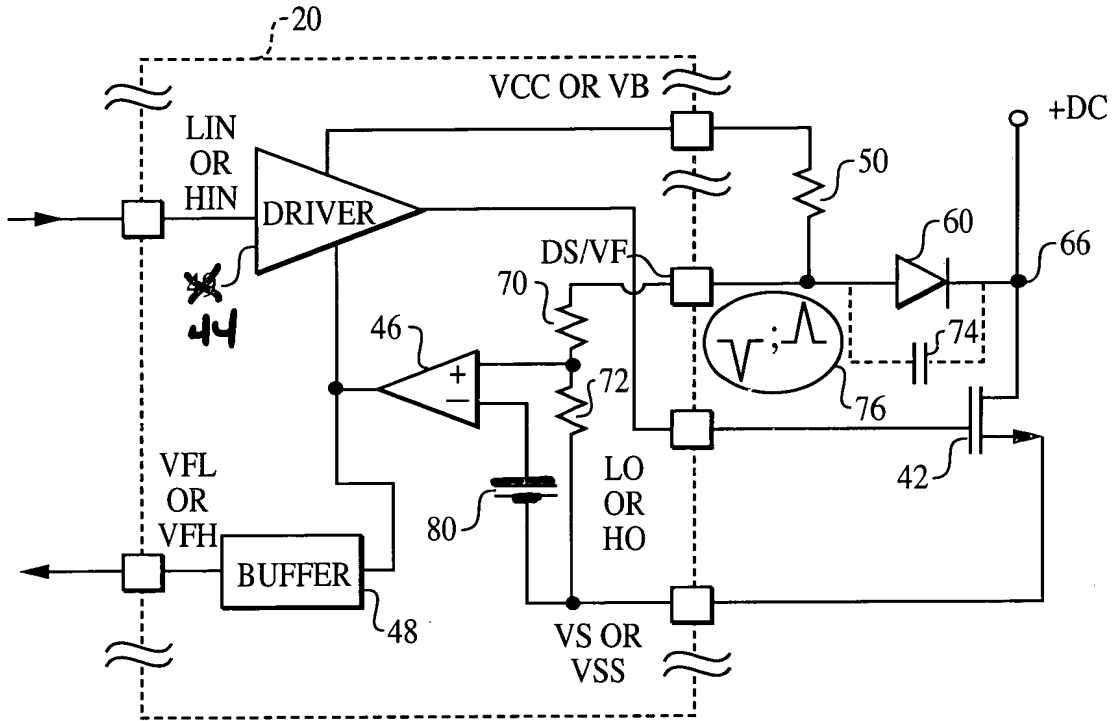 20
VCC OR VB
+DC
LIN
OR
HIN
50
DRIVER
DS/VF
60
66
70
44
46
+
−
72
;
74
76
42
VFL
OR
VFH
80
LO
OR
HO
BUFFER
48
VS OR
VSS